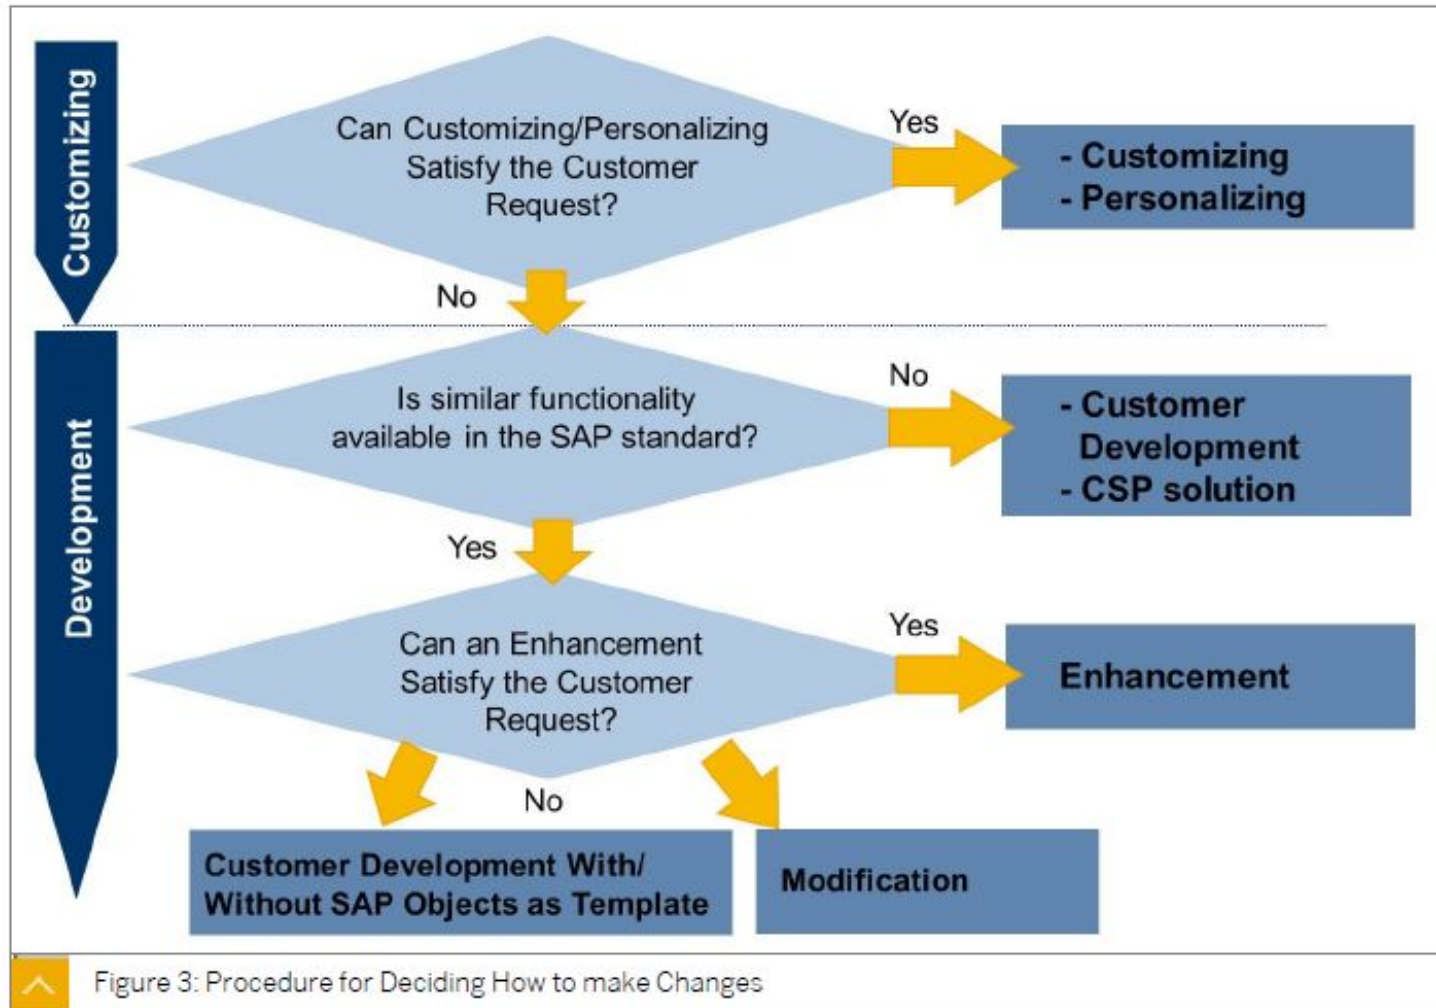 Customizing
Can Customizing/Personalizing
Satisfy the Customer
Request?
Yes
- Customizing
- Personalizing
No
Development
Is similar functionality
available in the SAP standard?
No
- Customer
Development
- CSP solution
Yes
Can an Enhancement
Satisfy the Customer
Request?
Yes
Enhancement
No
Customer Development With/
Without SAP Objects as Template
Modification
Figure 3: Procedure for Deciding How to make Changes